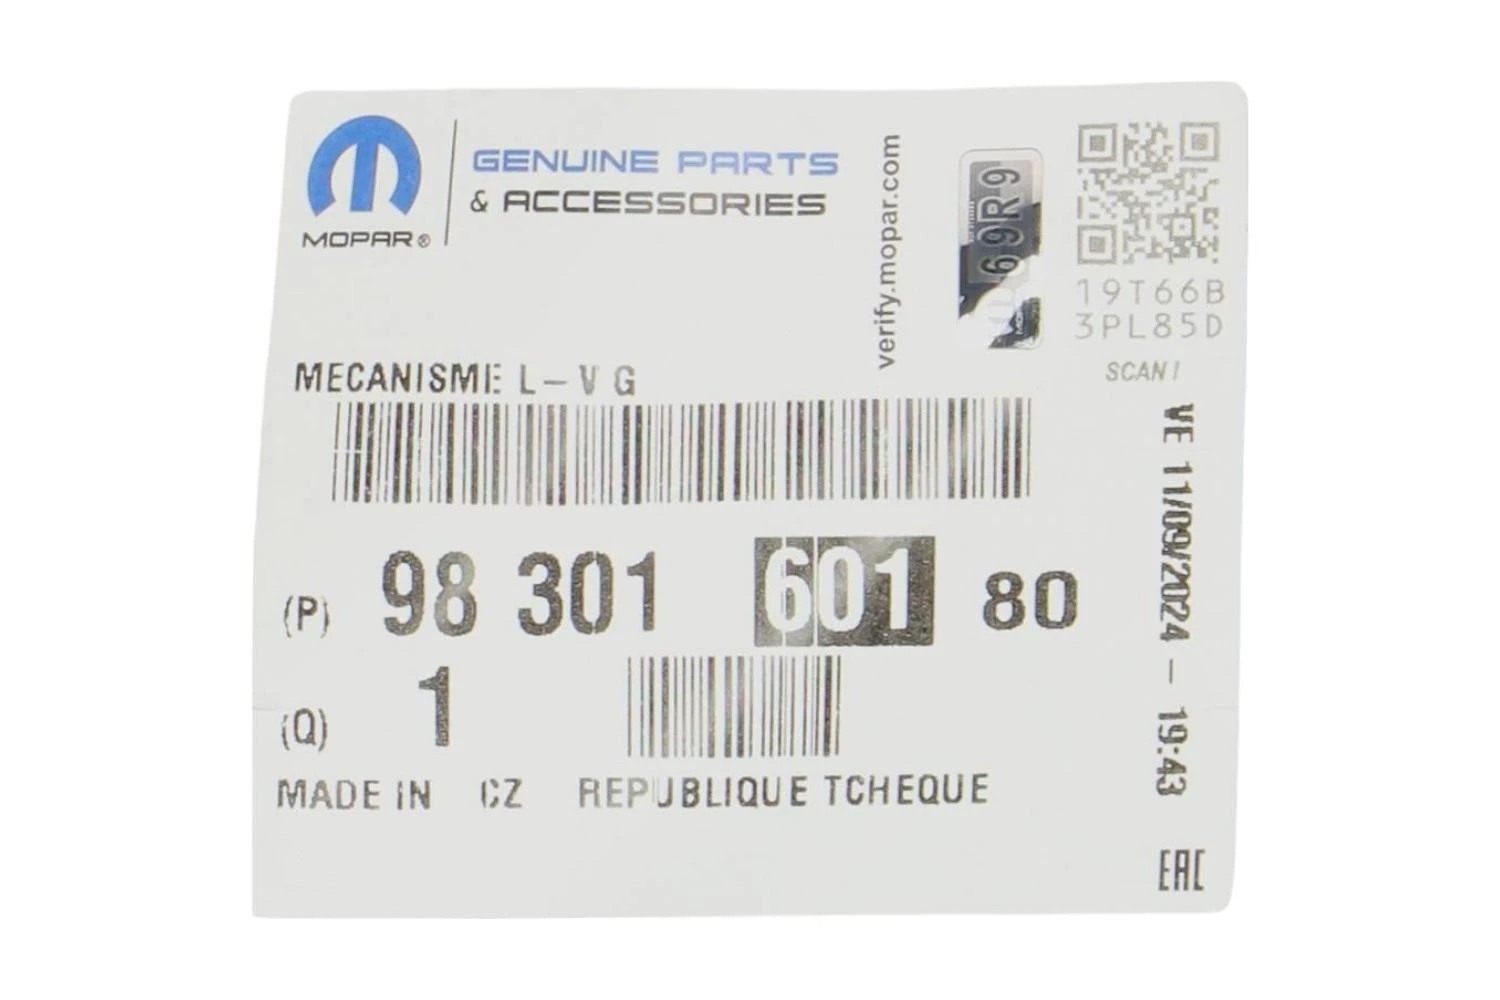 GENUINE PARTS
& ACCESSORIES
MOPAR®
verify.mopar.com
69R9
19T66B
3PL85D
SCAN!
MECANISME L-VG
(P) 98 301 601 80
(Q) 1
MADE IN CZ REPUBLIQUE TCHEQUE
VE 11/09/2024 - 19:43
EAC